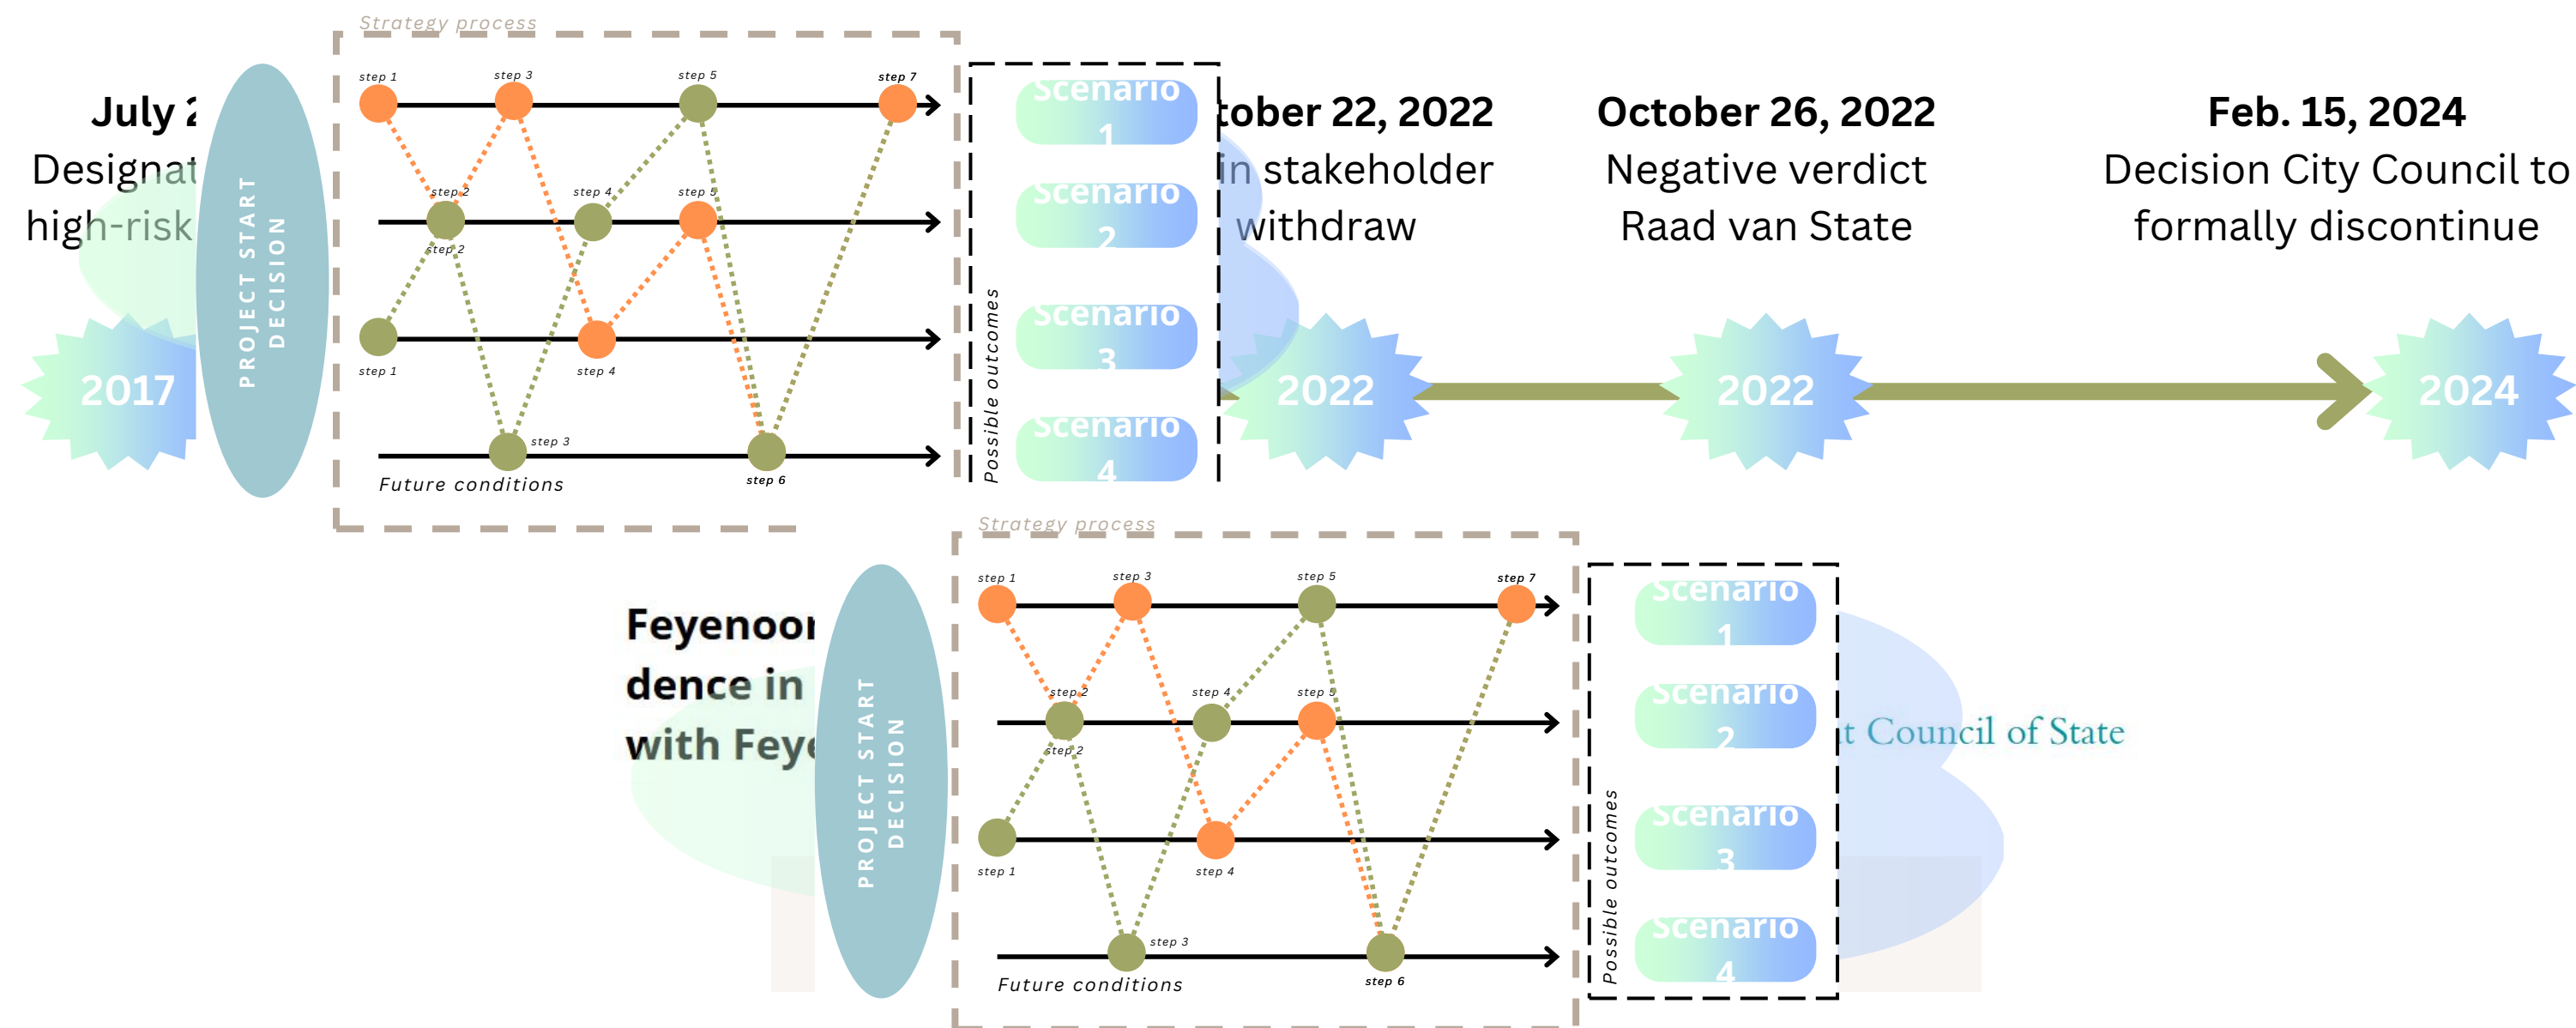 Strategy process
July 2
Designat
high-risk
2017
PROJECT START
DECISION
step 1
step 3
step 5
step 7
step 2
step 4
step 5
step 2
step 1
step 4
step 3
step 6
Future conditions
Possible outcomes
Scenario
1
Scenario
2
Scenario
3
Scenario
4
tober 22, 2022
in stakeholder
withdraw
2022
October 26, 2022
Negative verdict
Raad van State
2022
Feb. 15, 2024
Decision City Council to
formally discontinue
2024
Strategy process
Feyenoor
dence in
with Feye
PROJECT START
DECISION
step 1
step 3
step 5
step 7
step 2
step 4
step 5
step 2
step 1
step 4
step 3
step 6
Future conditions
Possible outcomes
Scenario
1
Scenario
2
Scenario
3
Scenario
4
t Council of State